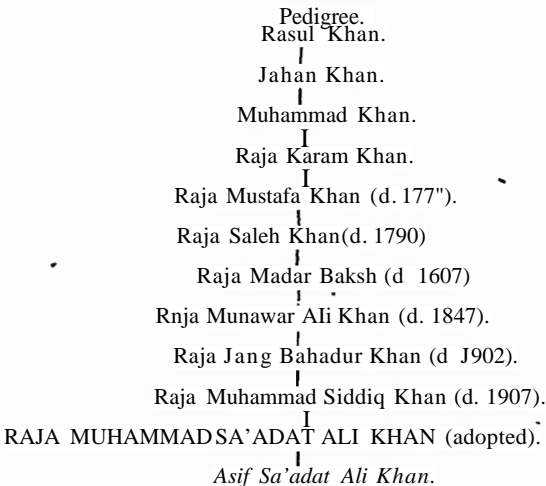 Pedigree.
Rasul Khan.
Jahan Khan.
Muhammad Khan.
Raja Karam Khan.
Raja Mustafa Khan (d. 177").
Raja Saleh Khan(d. 1790)
Raja Madar Baksh (d 1607)
Rnja Munawar AIi Khan (d. 1847).
Raja Jang Bahadur Khan (d J902).
Raja Muhammad Siddiq Khan (d. 1907).
RAJA MUHAMMAD SA'ADAT ALI KHAN (adopted).
Asif Sa'adat Ali Khan.